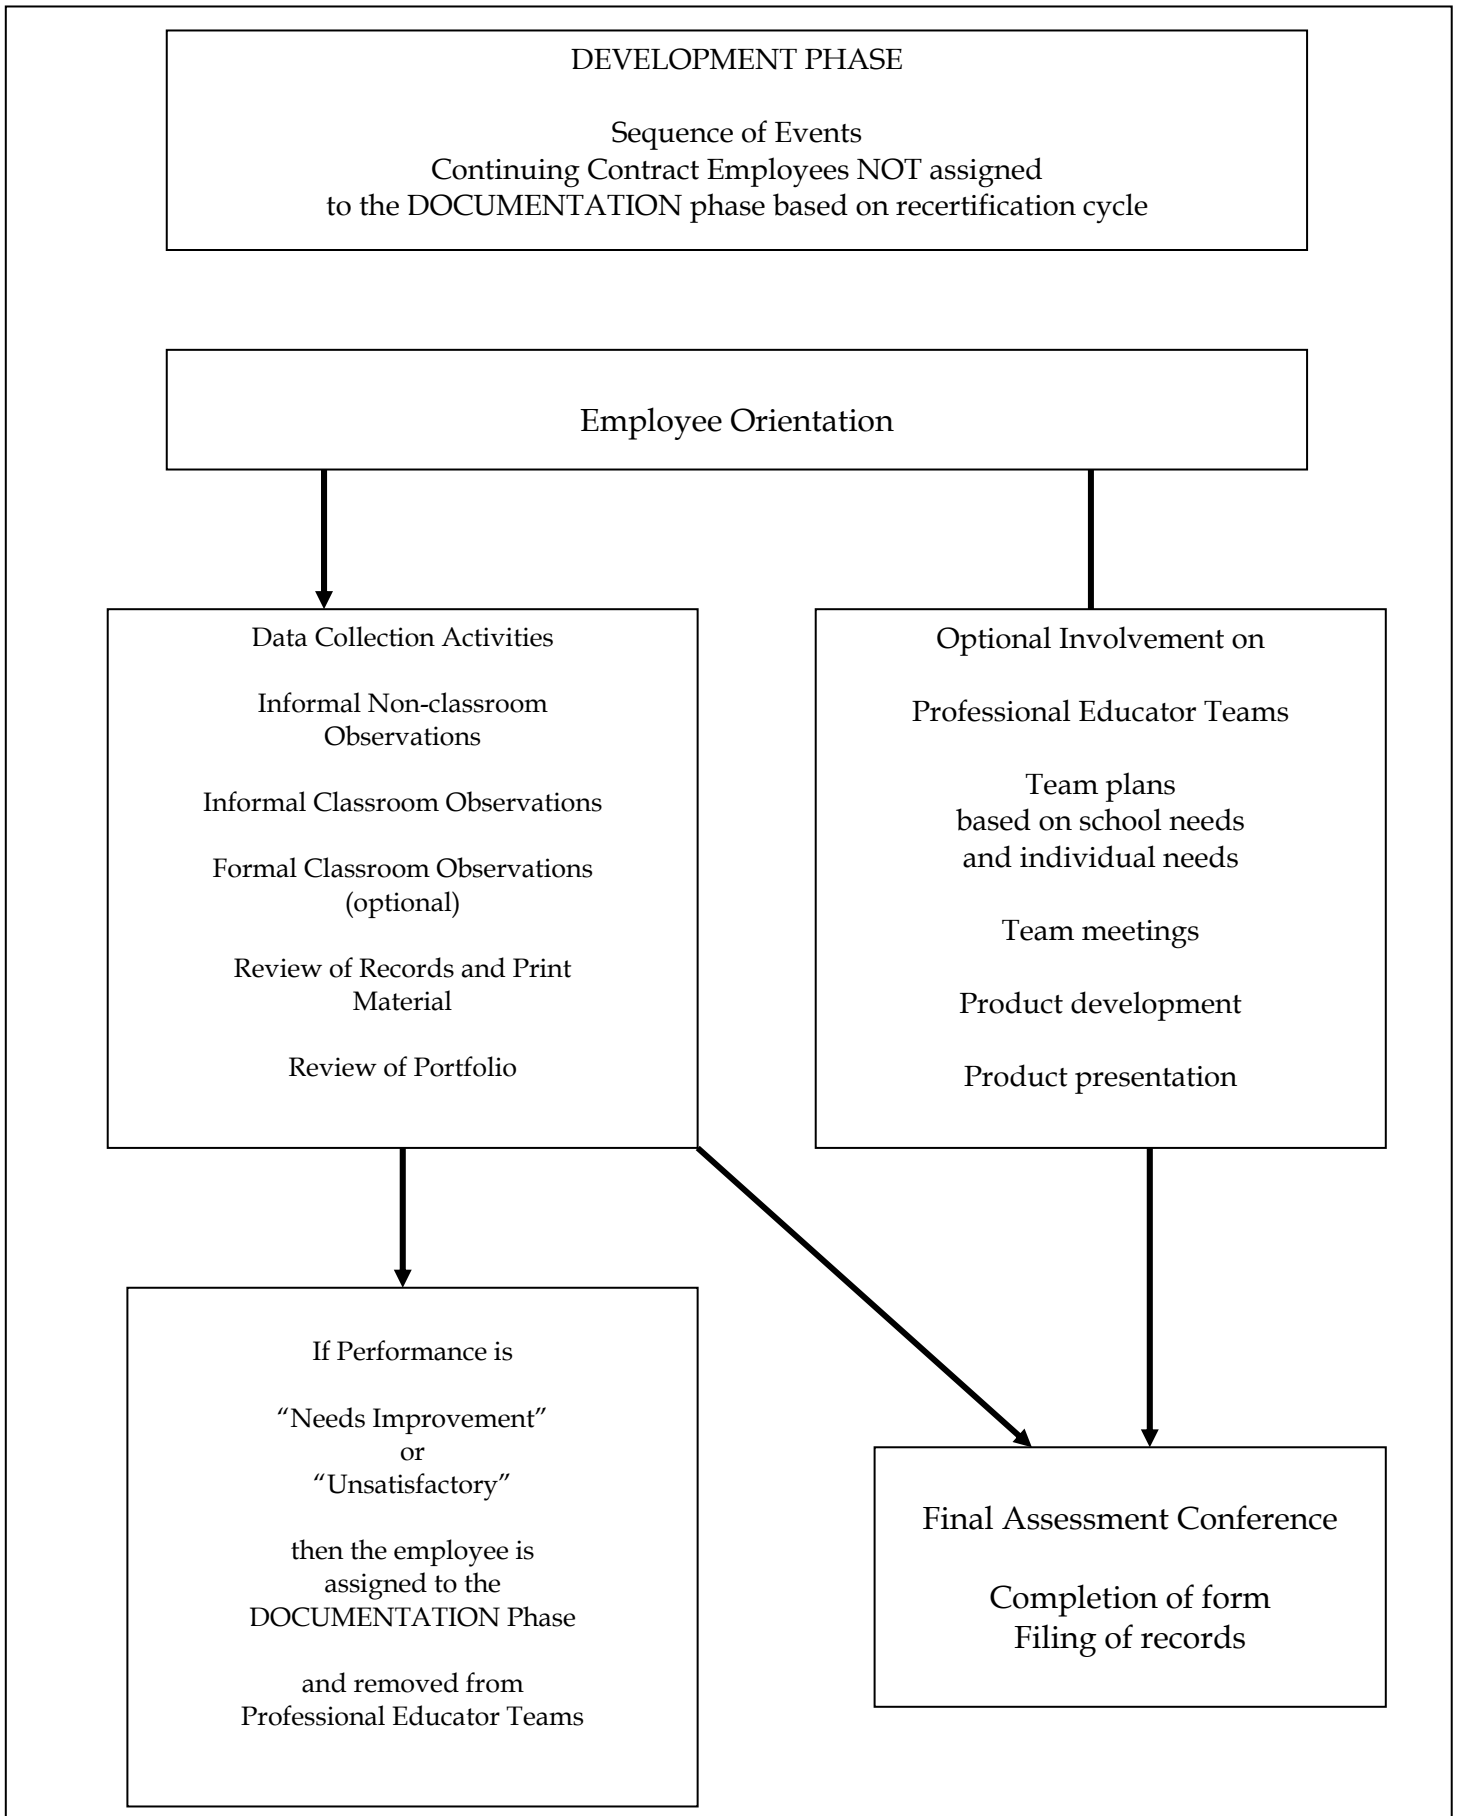 DEVELOPMENT PHASE
Sequence of Events
Continuing Contract Employees NOT assigned
to the DOCUMENTATION phase based on recertification cycle
Employee Orientation
Data Collection Activities
Informal Non-classroom
Observations
Informal Classroom Observations
Formal Classroom Observations
(optional)
Review of Records and Print
Material
Review of Portfolio
Optional Involvement on
Professional Educator Teams
Team plans
based on school needs
and individual needs
Team meetings
Product development
Product presentation
If Performance is
“Needs Improvement”
or
“Unsatisfactory”
then the employee is
assigned to the
DOCUMENTATION Phase
and removed from
Professional Educator Teams
Final Assessment Conference
Completion of form
Filing of records